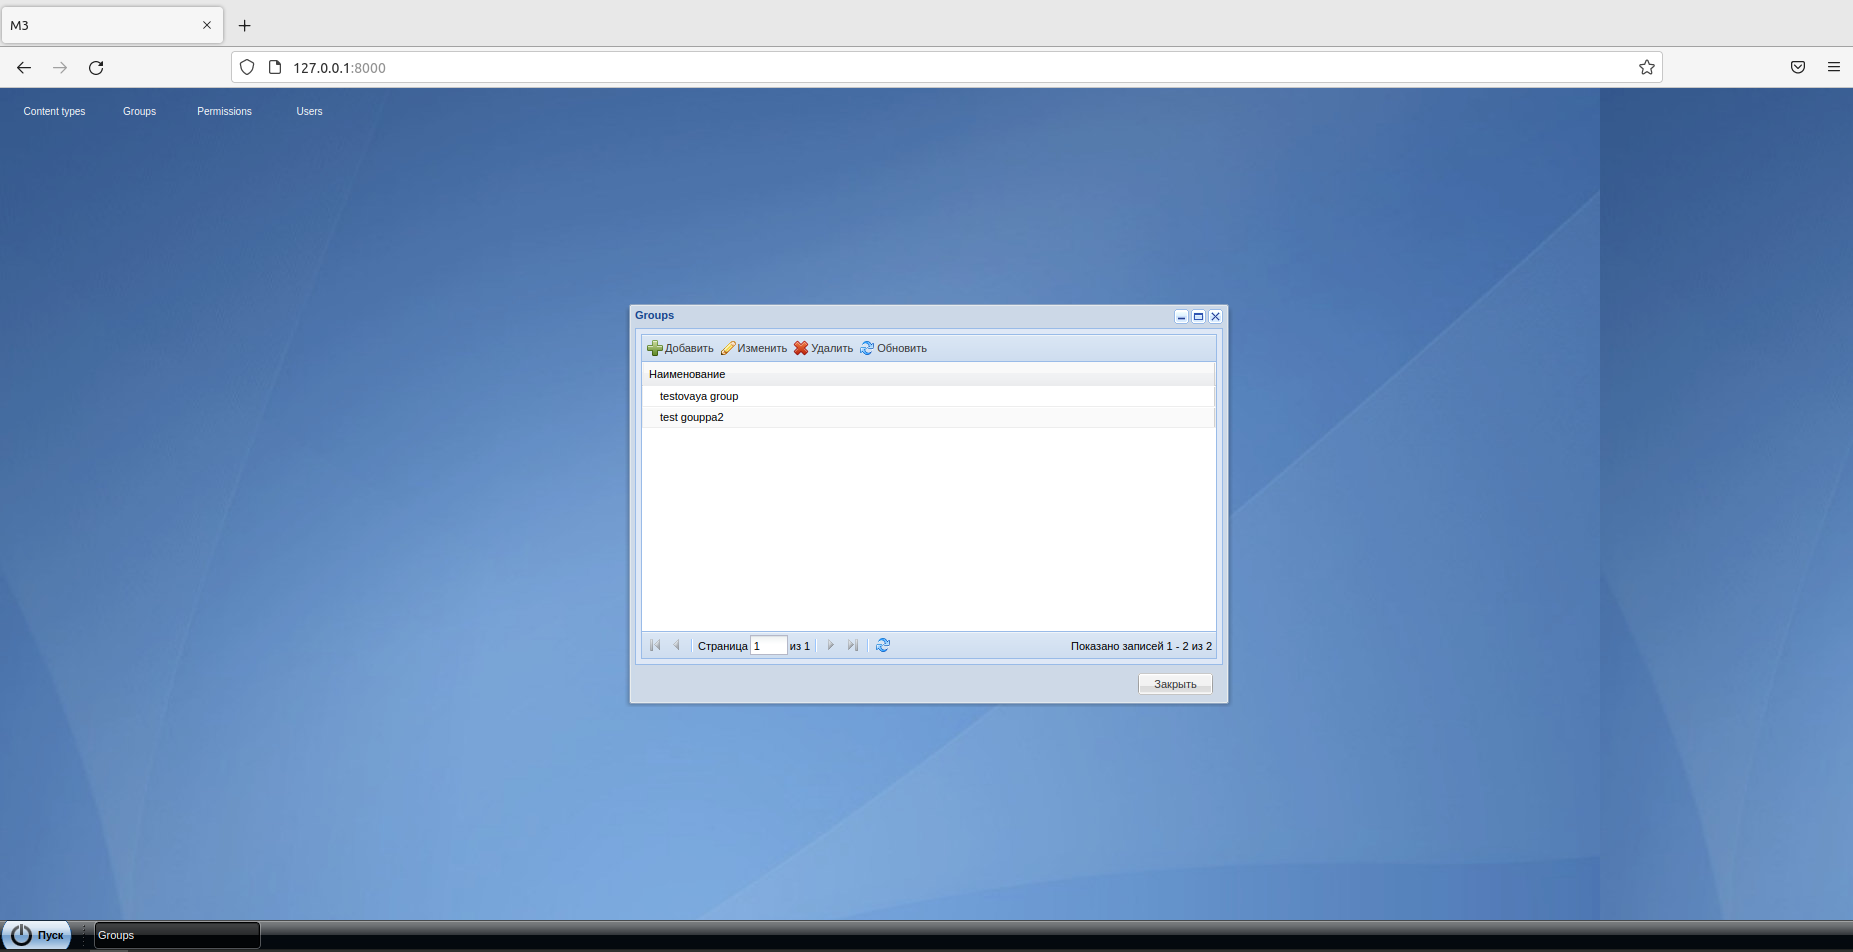 M3
127.0.0.1:8000
Content types Groups Permissions Users
Groups
Добавить Изменить Удалить Обновить
Наименование
testovaya group
test gouppa2
Страница 1 из 1 Показано записей 1 - 2 из 2
Закрыть
Пуск Groups